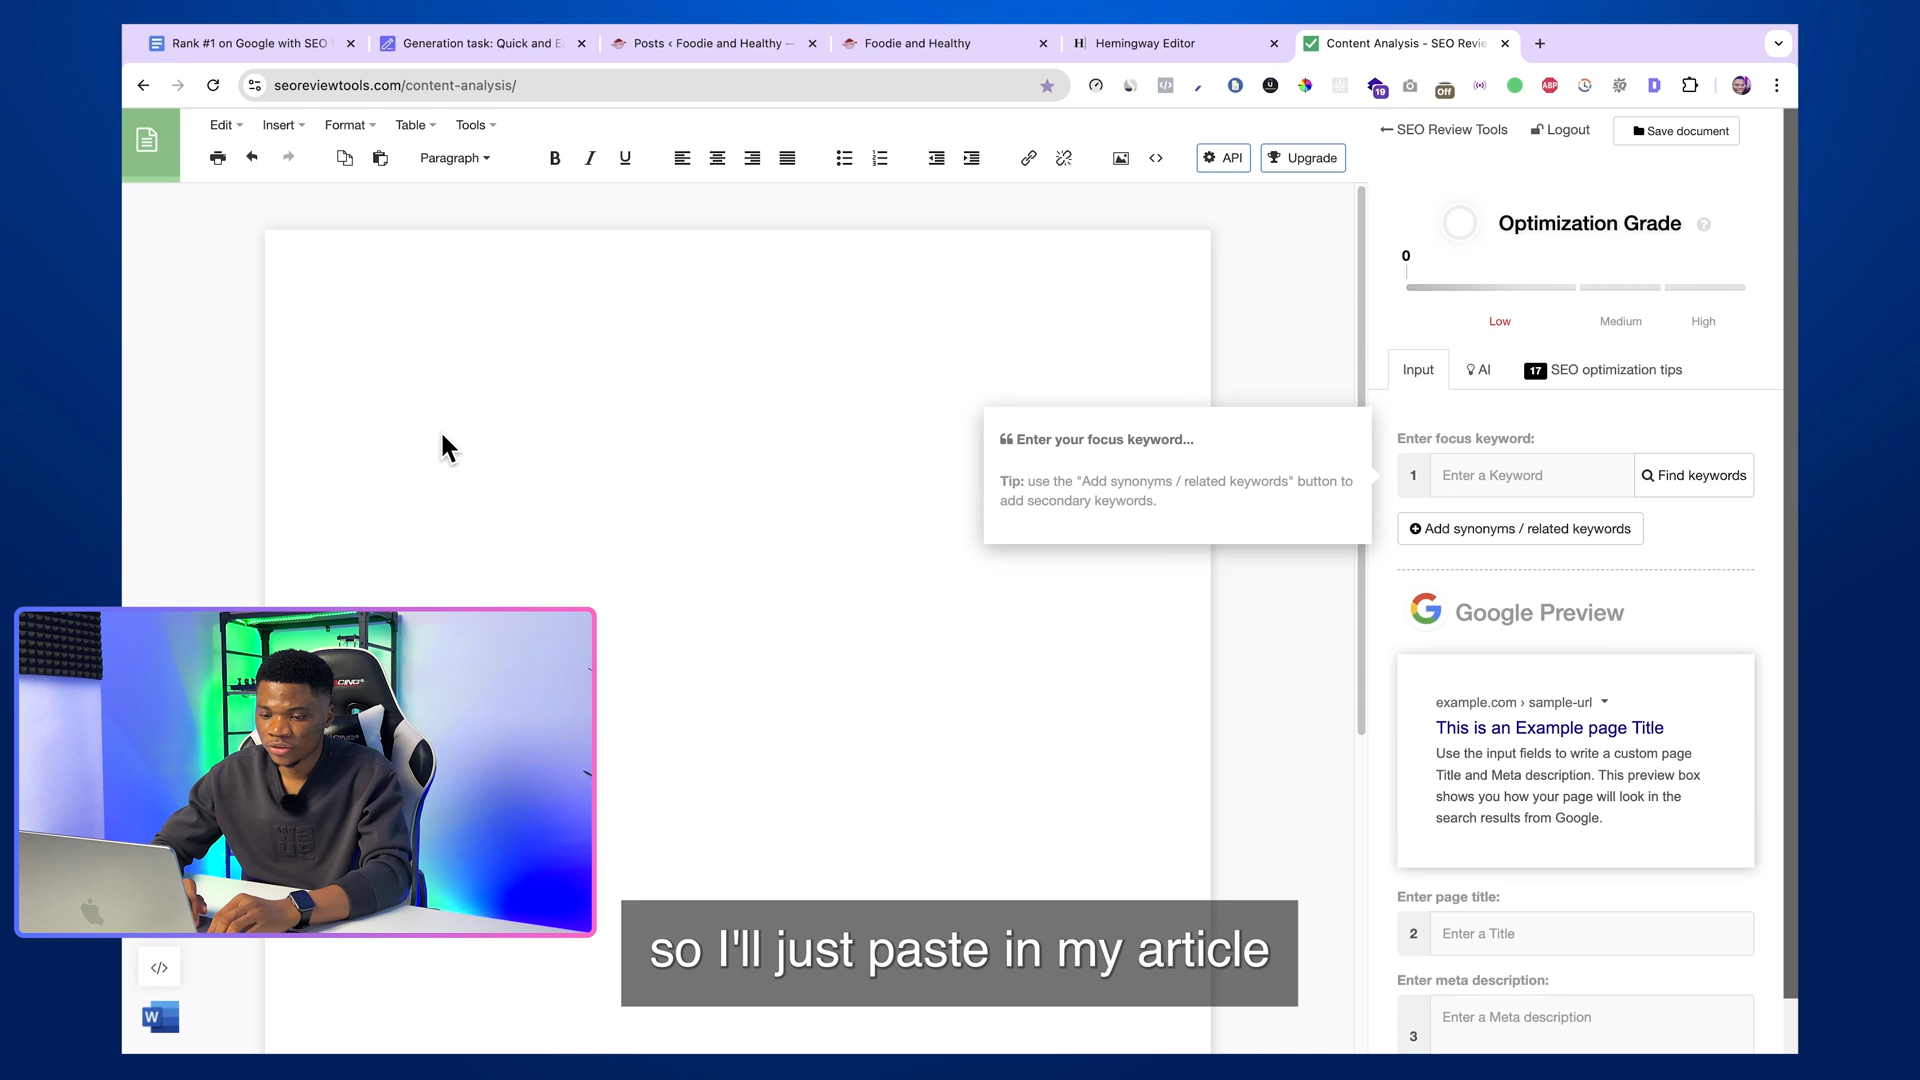 Rank #1 on Google with SEO
Generation task: Quick and E
Posts ‹ Foodie and Healthy —
Foodie and Healthy
H Hemingway Editor
Content Analysis - SEO Revie
seoreviewtools.com/content-analysis/
19
Off
ABP
Edit
Insert
Format
Table
Tools
← SEO Review Tools
Logout
Save document
Paragraph
B
I
U
API
Upgrade
Optimization Grade
0
Low
Medium
High
Input
AI
17 SEO optimization tips
Enter your focus keyword...
Tip: use the "Add synonyms / related keywords" button to
add secondary keywords.
Enter focus keyword:
1
Enter a Keyword
Find keywords
Add synonyms / related keywords
Google Preview
example.com › sample-url
This is an Example page Title
Use the input fields to write a custom page
Title and Meta description. This preview box
shows you how your page will look in the
search results from Google.
Enter page title:
2
Enter a Title
Enter meta description:
3
Enter a Meta description
W
so I'll just paste in my article